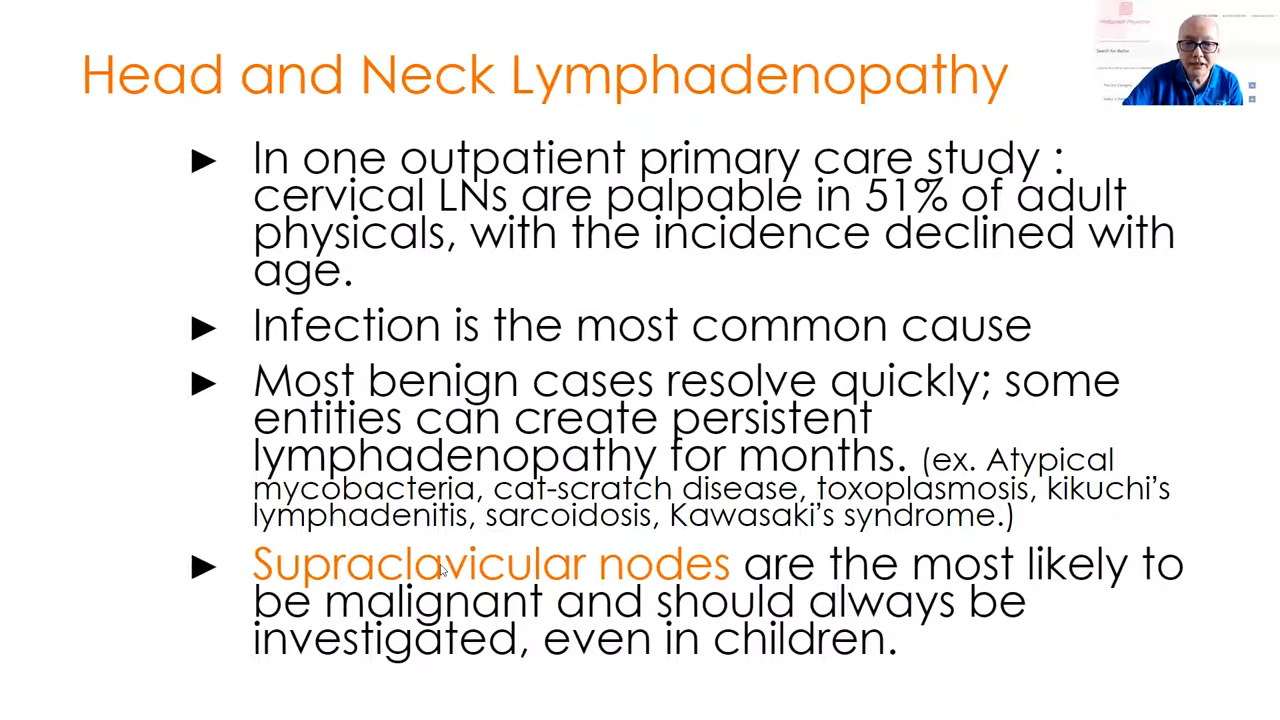 Head and Neck Lymphadenopathy
► In one outpatient primary care study :
cervical LNs are palpable in 51% of adult
physicals, with the incidence declined with
age.
► Infection is the most common cause
► Most benign cases resolve quickly; some
entities can create persistent
lymphadenopathy for months. (ex. Atypical
mycobacteria, cat-scratch disease, toxoplasmosis, kikuchi's
lymphadenitis, sarcoidosis, Kawasaki's syndrome.)
► Supraclavicular nodes are the most likely to
be malignant and should always be
investigated, even in children.